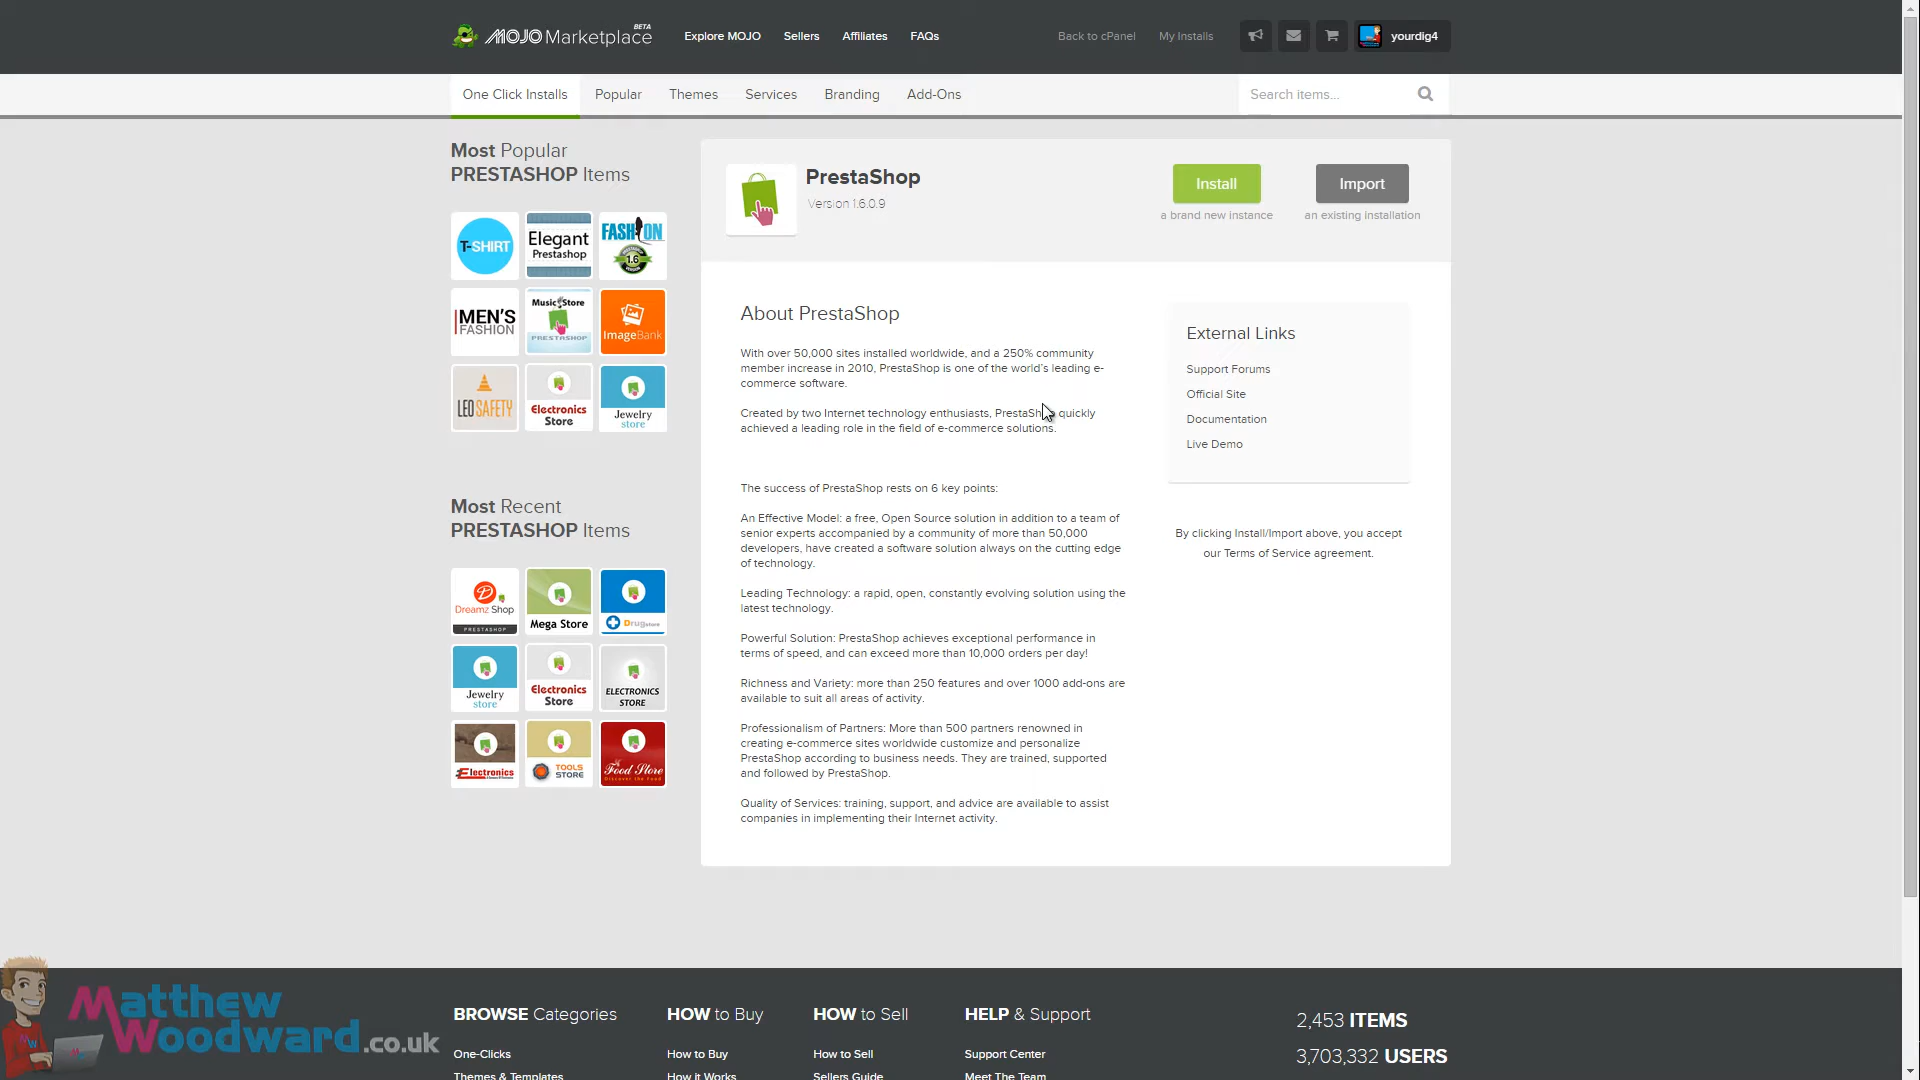 MOJO Marketplace BETA
Explore MOJO
Sellers
Affiliates
FAQs
Back to cPanel
My Installs
yourdig4
One Click Installs
Popular
Themes
Services
Branding
Add-Ons
Search items...
Most Popular
PRESTASHOP Items
T-SHIRT
Elegant
Prestashop
FASHION
1.6
VERSION
MEN'S
FASHION
Music Store
PRESTASHOP
ImageBank
LEO SAFETY
Electronics
Store
Jewelry
store
Most Recent
PRESTASHOP Items
Dreamz Shop
PRESTASHOP
Mega Store
Drugstore
Jewelry
store
Electronics
Store
ELECTRONICS
STORE
Electronics
TOOLS
STORE
Food Store
Discover the Food
PrestaShop
Version 1.6.0.9
Install
a brand new instance
Import
an existing installation
About PrestaShop
With over 50,000 sites installed worldwide, and a 250% community
member increase in 2010, PrestaShop is one of the world's leading e-
commerce software.
Created by two Internet technology enthusiasts, PrestaShop quickly
achieved a leading role in the field of e-commerce solutions.
The success of PrestaShop rests on 6 key points:
An Effective Model: a free, Open Source solution in addition to a team of
senior experts accompanied by a community of more than 50,000
developers, have created a software solution always on the cutting edge
of technology.
Leading Technology: a rapid, open, constantly evolving solution using the
latest technology.
Powerful Solution: PrestaShop achieves exceptional performance in
terms of speed, and can exceed more than 10,000 orders per day!
Richness and Variety: more than 250 features and over 1000 add-ons are
available to suit all areas of activity.
Professionalism of Partners: More than 500 partners renowned in
creating e-commerce sites worldwide customize and personalize
PrestaShop according to business needs. They are trained, supported
and followed by PrestaShop.
Quality of Services: training, support, and advice are available to assist
companies in implementing their Internet activity.
External Links
Support Forums
Official Site
Documentation
Live Demo
By clicking Install/Import above, you accept
our Terms of Service agreement.
Matthew
Woodward.co.uk
BROWSE Categories
One-Clicks
Themes & Templates
HOW to Buy
How to Buy
How it Works
HOW to Sell
How to Sell
Sellers Guide
HELP & Support
Support Center
Meet The Team
2,453 ITEMS
3,703,332 USERS